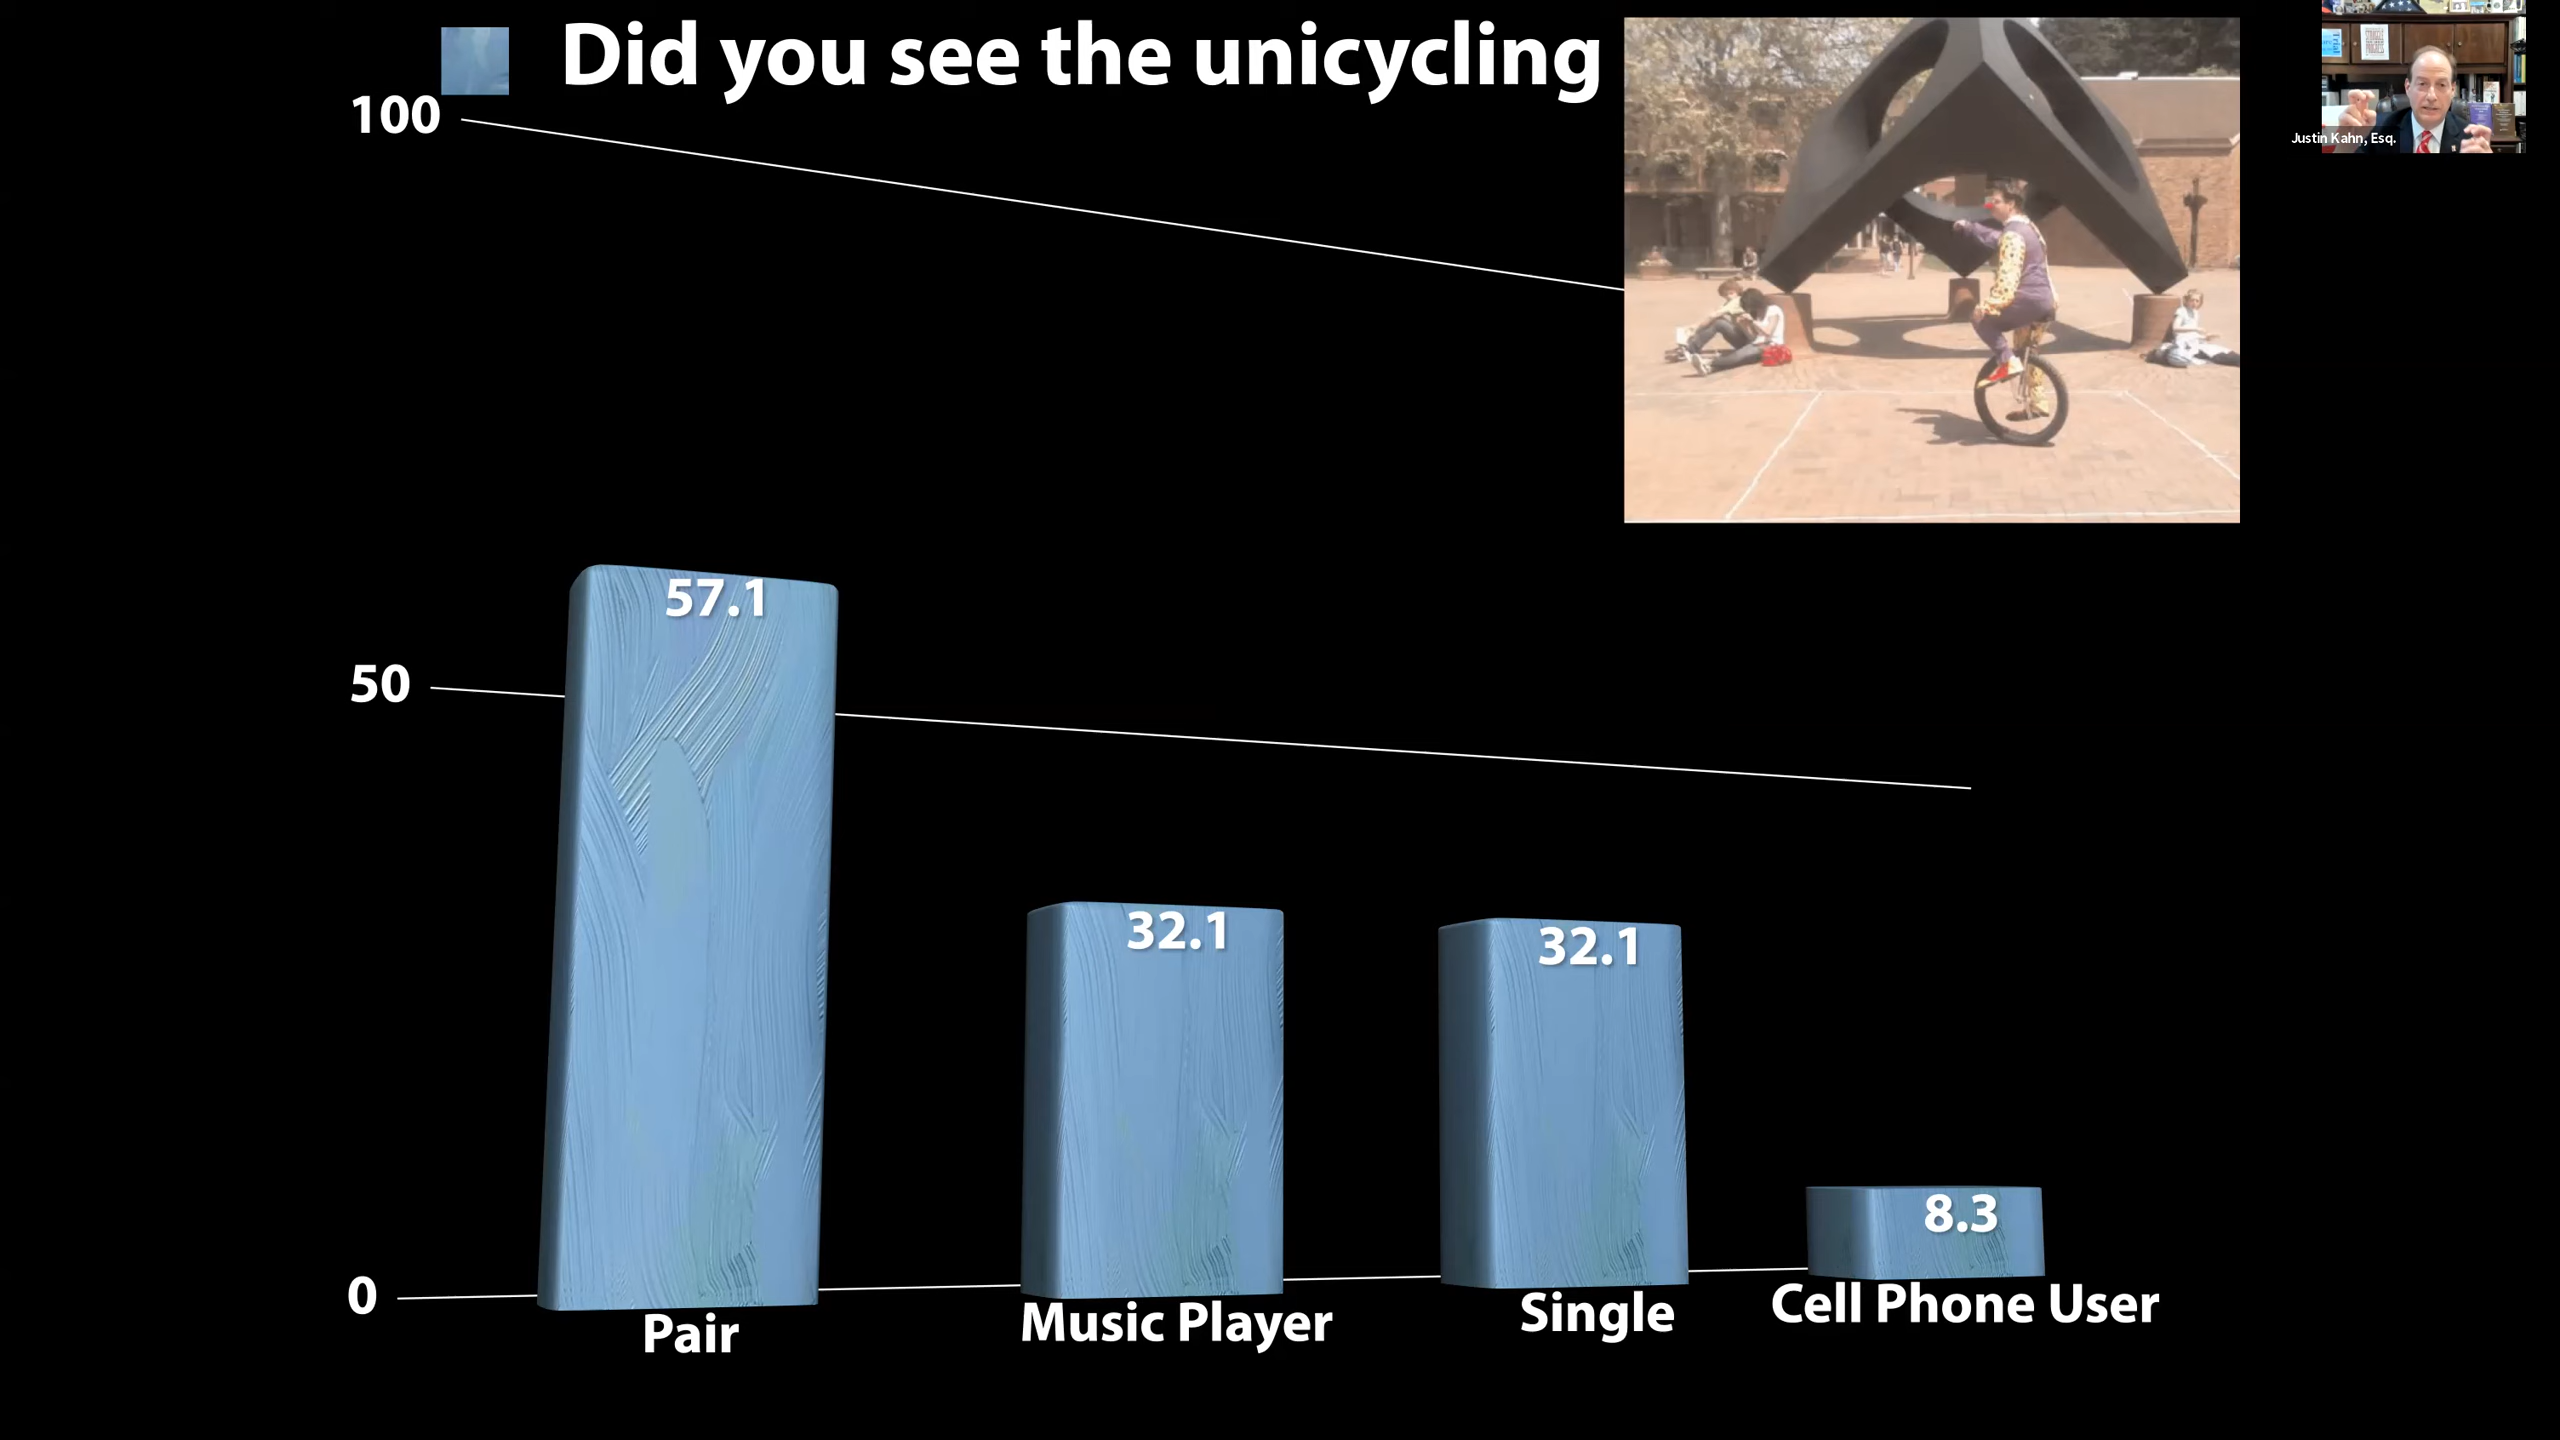 Did you see the unicycling
100
Justin Kahn, Esq.
57.1
50
32.1
32.1
8.3
0
Pair
Music Player
Single
Cell Phone User